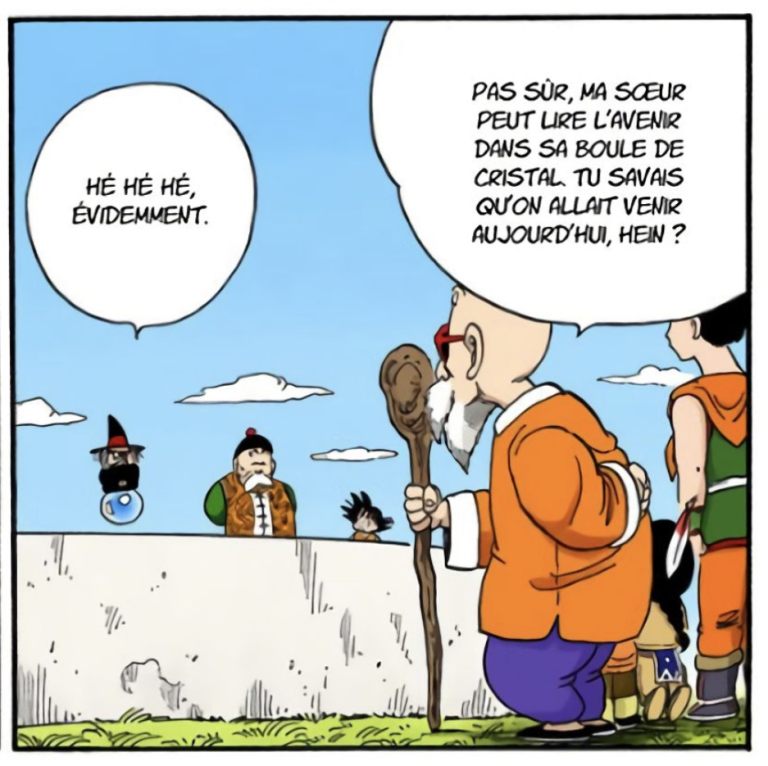 PAS SÛR, MA SŒUR
PEUT LIRE L'AVENIR
DANS SA BOULE DE
CRISTAL. TU SAVAIS
QU'ON ALLAIT VENIR
AUJOURD'HUI, HEIN ?
HÉ HÉ HÉ,
ÉVIDEMMENT.